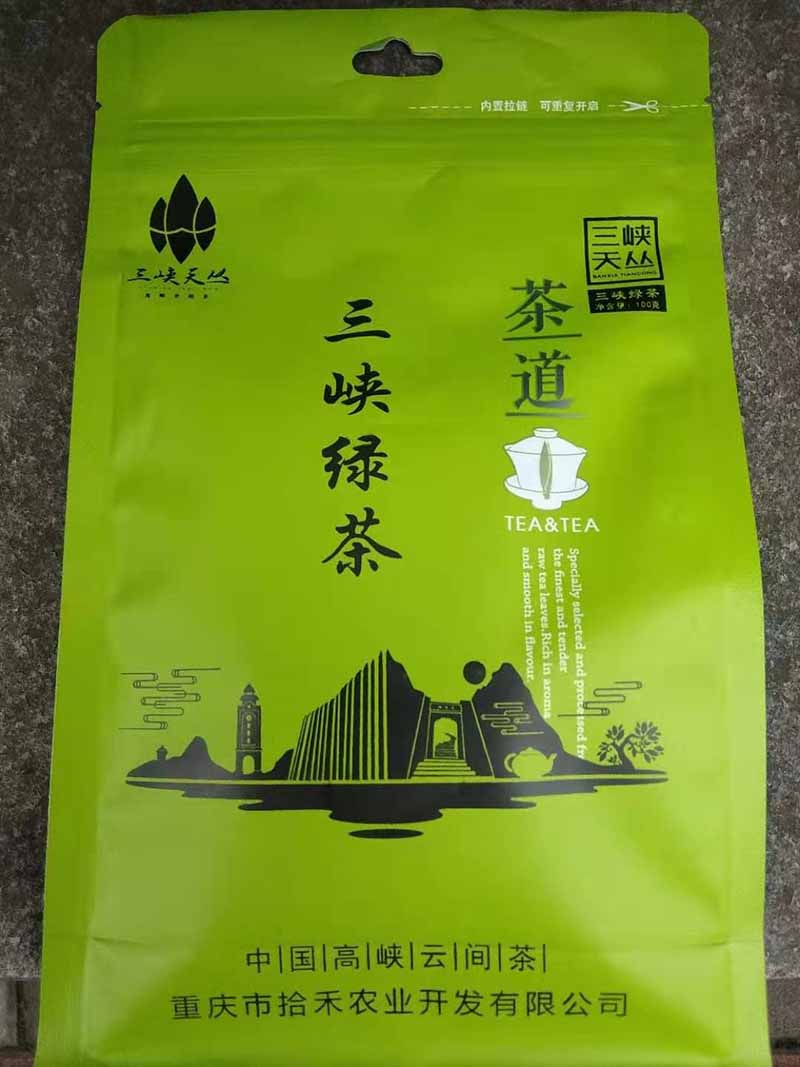 内置拉链 可重复开启
三峡天丛
三峡天丛
SANXIA TIANCONG
三峡绿茶
净含量：100克
三峡绿茶
茶道
TEA&TEA
Specially selected and processed fr
the finest and tender
raw tea leaves.Rich in aroma
and smooth in flavour.
中|国|高|峡|云|间|茶|
重庆市拾禾农业开发有限公司